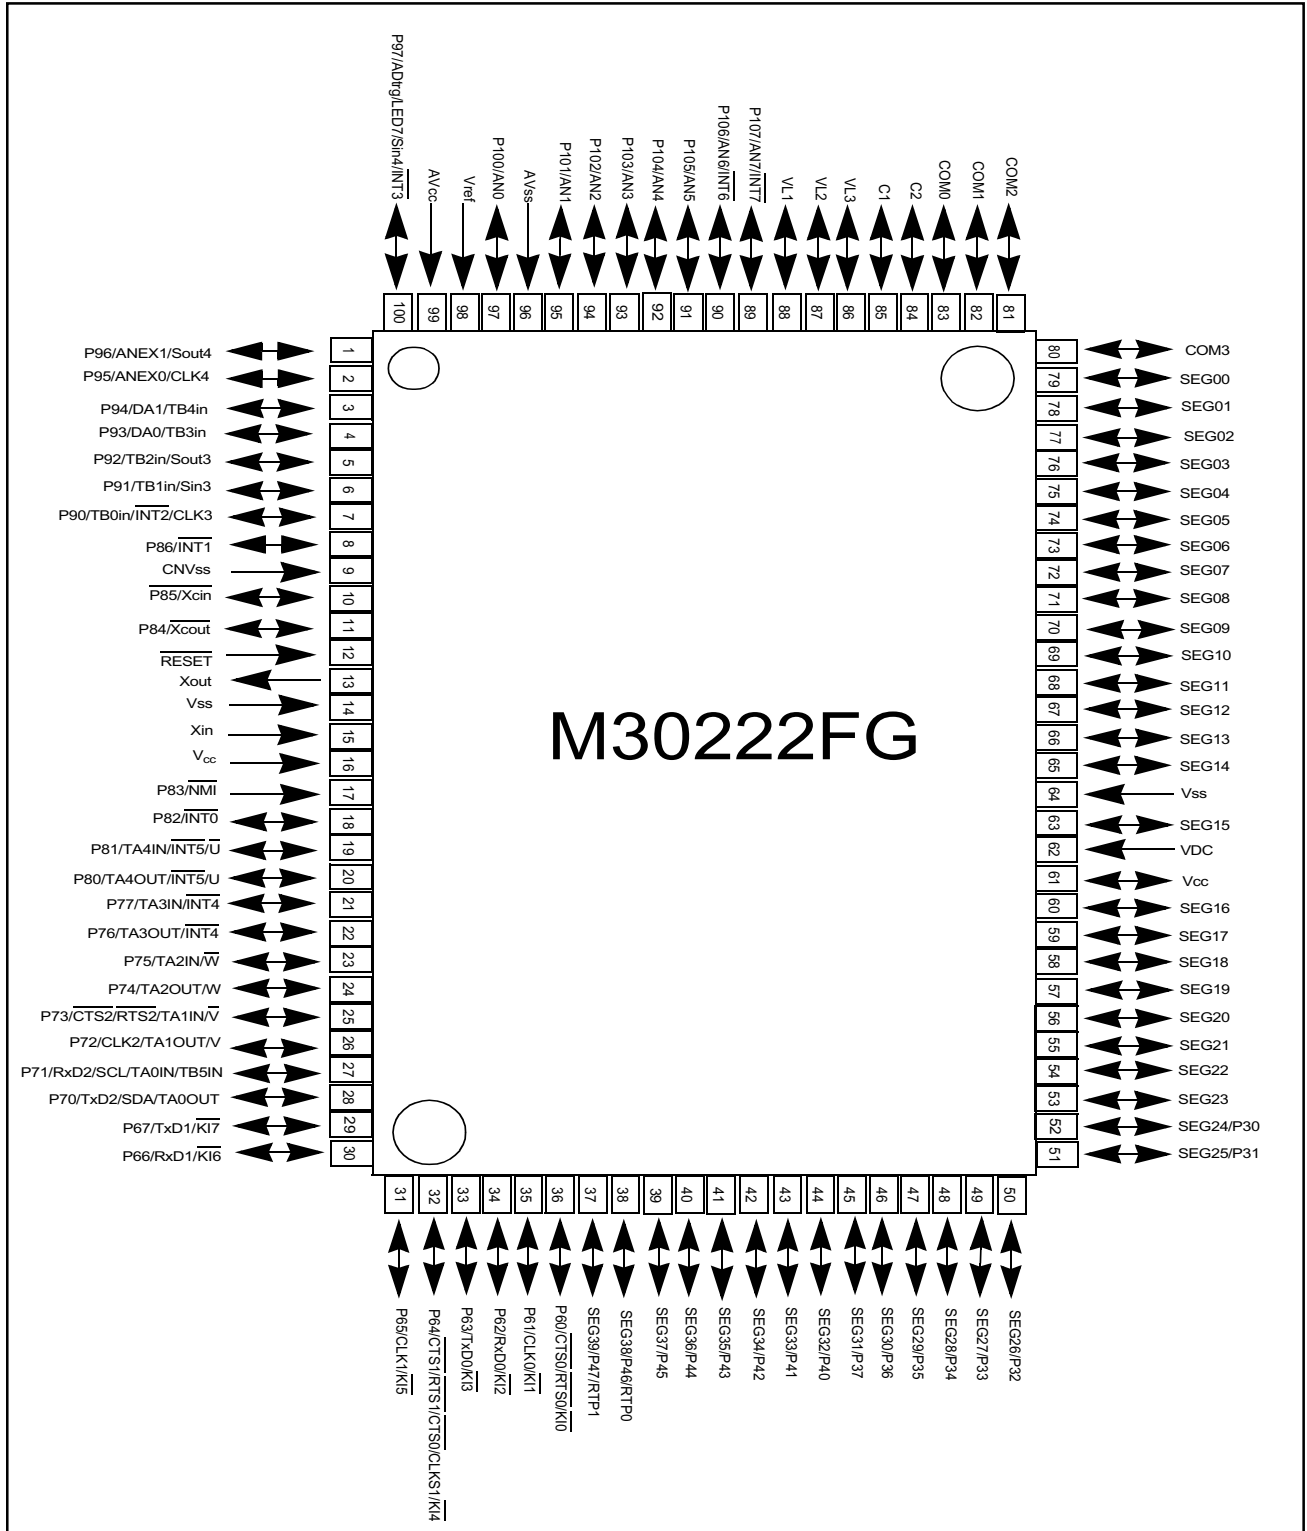 P97/ADtrg/LED7/Sin4/INT3
AVcc
Vref
P100/AN0
AVss
P101/AN1
P102/AN2
P103/AN3
P104/AN4
P105/AN5
P106/AN6/INT6
P107/AN7/INT7
VL1
VL2
VL3
C1
C2
COM0
COM1
COM2
100 99 98 97 96 95 94 93 92 91 90 89 88 87 86 85 84 83 82 81
P96/ANEX1/Sout4 1
P95/ANEX0/CLK4 2
P94/DA1/TB4in 3
P93/DA0/TB3in 4
P92/TB2in/Sout3 5
P91/TB1in/Sin3 6
P90/TB0in/INT2/CLK3 7
P86/INT1 8
CNVss 9
P85/Xcin 10
P84/Xcout 11
RESET 12
Xout 13
Vss 14
Xin 15
Vcc 16
P83/NMI 17
P82/INT0 18
P81/TA4IN/INT5/U 19
P80/TA4OUT/INT5/U 20
P77/TA3IN/INT4 21
P76/TA3OUT/INT4 22
P75/TA2IN/W 23
P74/TA2OUT/W 24
P73/CTS2/RTS2/TA1IN/V 25
P72/CLK2/TA1OUT/V 26
P71/RxD2/SCL/TA0IN/TB5IN 27
P70/TxD2/SDA/TA0OUT 28
P67/TxD1/KI7 29
P66/RxD1/KI6 30
M30222FG
80 COM3
79 SEG00
78 SEG01
77 SEG02
76 SEG03
75 SEG04
74 SEG05
73 SEG06
72 SEG07
71 SEG08
70 SEG09
69 SEG10
68 SEG11
67 SEG12
66 SEG13
65 SEG14
64 Vss
63 SEG15
62 VDC
61 Vcc
60 SEG16
59 SEG17
58 SEG18
57 SEG19
56 SEG20
55 SEG21
54 SEG22
53 SEG23
52 SEG24/P30
51 SEG25/P31
31 32 33 34 35 36 37 38 39 40 41 42 43 44 45 46 47 48 49 50
P65/CLK1/KI5
P64/CTS1/RTS1/CTS0/CLKS1/KI4
P63/TxD0/KI3
P62/RxD0/KI2
P61/CLK0/KI1
P60/CTS0/RTS0/KI0
SEG39/P47/RTP1
SEG38/P46/RTP0
SEG37/P45
SEG36/P44
SEG35/P43
SEG34/P42
SEG33/P41
SEG32/P40
SEG31/P37
SEG30/P36
SEG29/P35
SEG28/P34
SEG27/P33
SEG26/P32